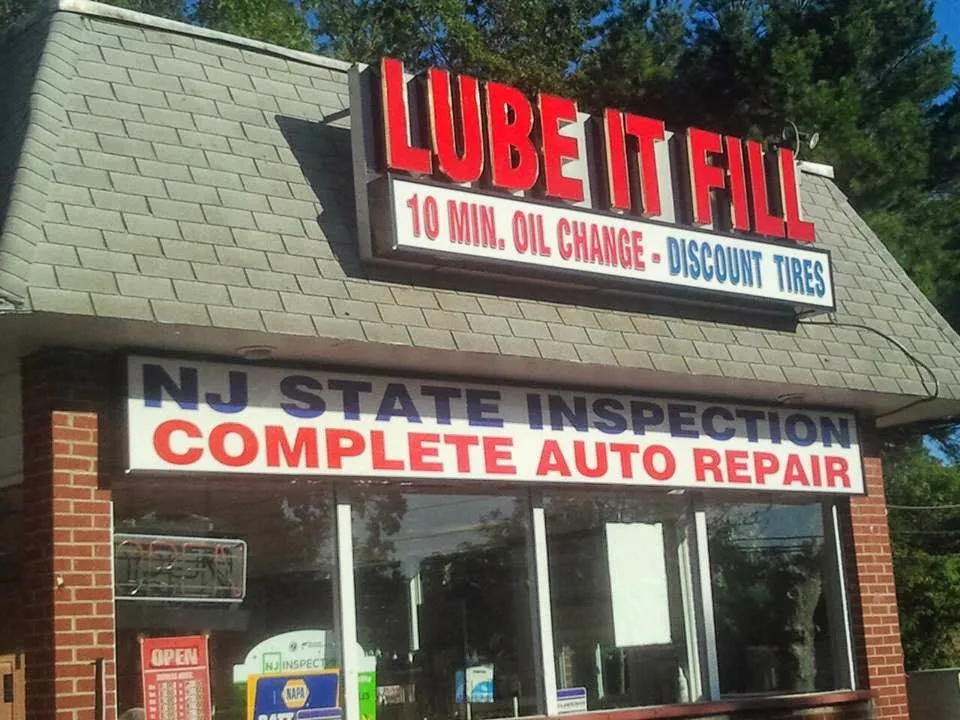 LUBE IT FILL
10 MIN. OIL CHANGE - DISCOUNT TIRES
NJ STATE INSPECTION
COMPLETE AUTO REPAIR
OPEN
OPEN
NJ INSPECT
NAPA